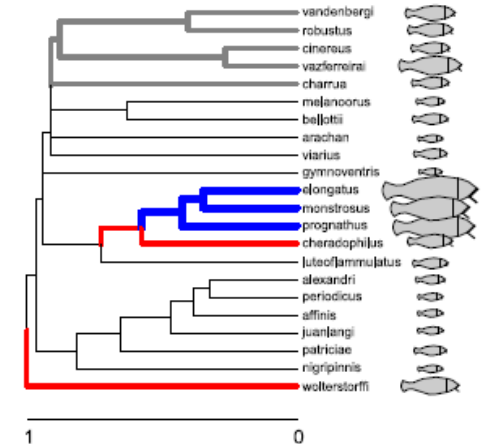 vandenbergi
robustus
cinereus
vazferreirai
charrua
melanoorus
bellottii
arachan
viarius
gymnoventris
elongatus
monstrosus
prognathus
cheradophilus
luteoflammulatus
alexandri
periodicus
affinis
juanlangi
patriciae
nigripinnis
wolterstorffi
1 0